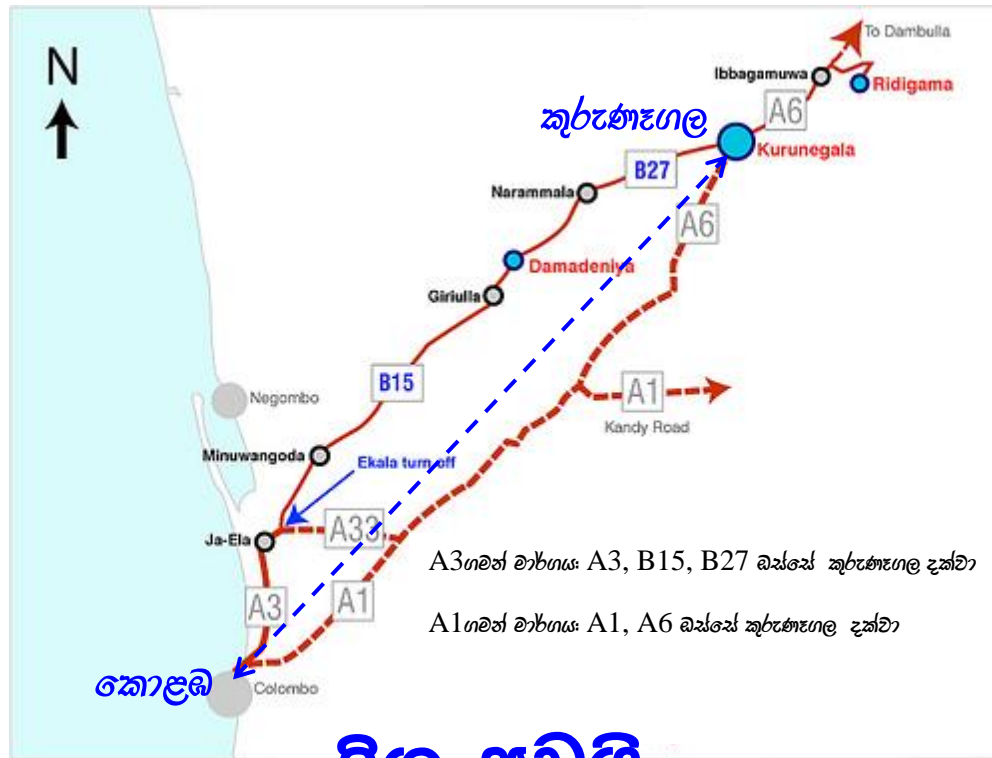 To Dambulla
N
Ibbagamuwa
Ridigama
කුරුණෑගල
A6
Kurunegala
B27
Narammala
A6
Damadeniya
Giriulla
B15
A1
Negombo
Kandy Road
Minuwangoda
Ekala turn off
A33
Ja-Ela
A3ගමන් මාර්ගය: A3, B15, B27 ඔස්සේ කුරුණෑගල දක්වා
A3
A1
A1ගමන් මාර්ගය: A1, A6 ඔස්සේ කුරුණෑගල දක්වා
කොළඹ
Colombo